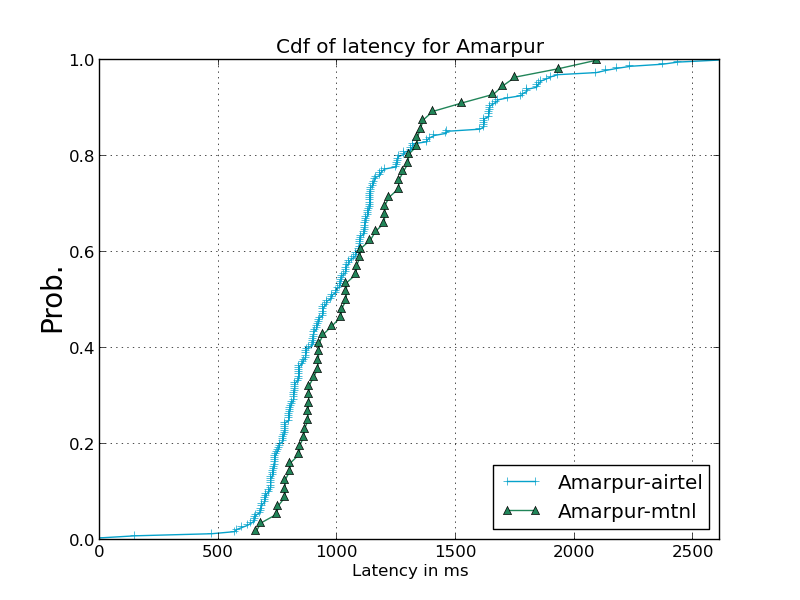 Cdf of latency for Amarpur
1.0
0.8
0.6
0.4
0.2
0.0
Prob.
0
500
1000
1500
2000
2500
Latency in ms
Amarpur-airtel
Amarpur-mtnl